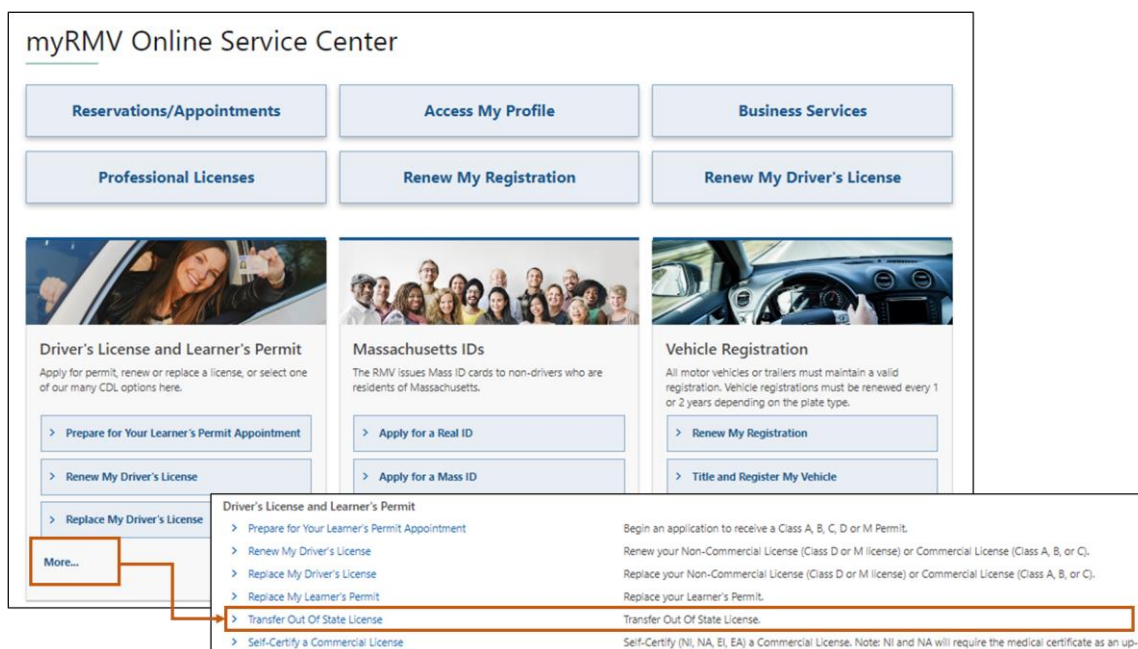 myRMV Online Service Center
Reservations/Appointments
Access My Profile
Business Services
Professional Licenses
Renew My Registration
Renew My Driver's License
Driver's License and Learner's Permit
Apply for permit, renew or replace a license, or select one
of our many CDL options here.
> Prepare for Your Learner's Permit Appointment
> Renew My Driver's License
> Replace My Driver's License
More...
Massachusetts IDs
The RMV issues Mass ID cards to non-drivers who are
residents of Massachusetts.
> Apply for a Real ID
> Apply for a Mass ID
Vehicle Registration
All motor vehicles or trailers must maintain a valid
registration. Vehicle registrations must be renewed every 1
or 2 years depending on the plate type.
> Renew My Registration
> Title and Register My Vehicle
Driver's License and Learner's Permit
> Prepare for Your Learner's Permit Appointment Begin an application to receive a Class A, B, C, D or M Permit.
> Renew My Driver's License Renew your Non-Commercial License (Class D or M license) or Commercial License (Class A, B, or C).
> Replace My Driver's License Replace your Non-Commercial License (Class D or M license) or Commercial License (Class A, B, or C).
> Replace My Learner's Permit Replace your Learner's Permit.
> Transfer Out Of State License Transfer Out Of State License.
> Self-Certify a Commercial License Self-Certify (NI, NA, EI, EA) a Commercial License. Note: NI and NA will require the medical certificate as an up-